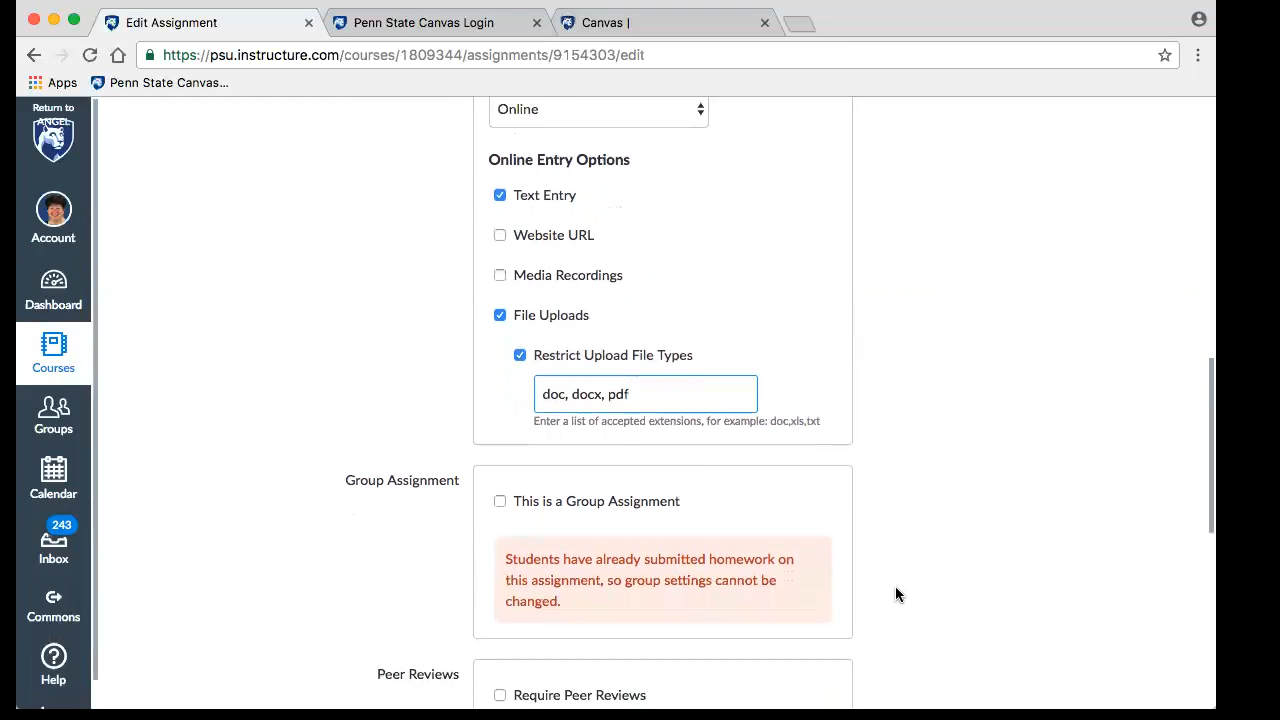 Edit Assignment
Penn State Canvas Login
Canvas |
https://psu.instructure.com/courses/1809344/assignments/9154303/edit
Apps
Penn State Canvas...
Return to
ANGEL
Account
Dashboard
Courses
Groups
Calendar
243
Inbox
Commons
Help
Online
Online Entry Options
Text Entry
Website URL
Media Recordings
File Uploads
Restrict Upload File Types
doc, docx, pdf
Enter a list of accepted extensions, for example: doc,xls,txt
Group Assignment
This is a Group Assignment
Students have already submitted homework on
this assignment, so group settings cannot be
changed.
Peer Reviews
Require Peer Reviews